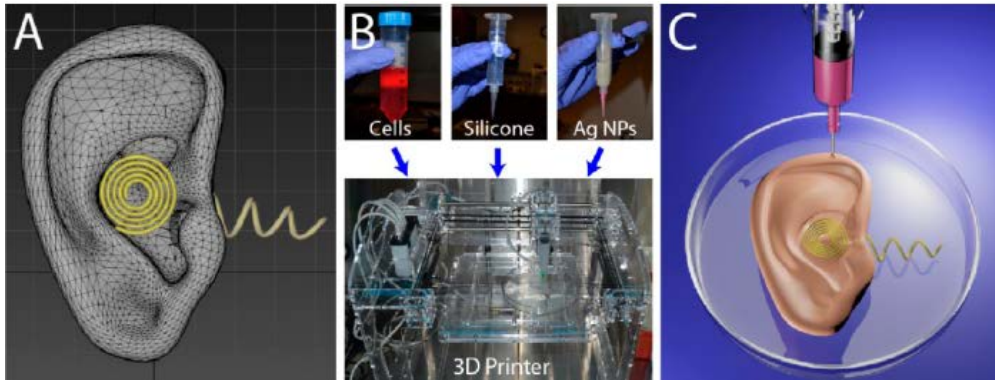 A
B
C
Cells
Silicone
Ag NPs
3D Printer